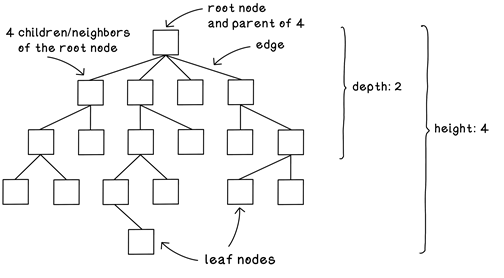 root node
and parent of 4
4 children/neighbors
of the root node
edge
depth: 2
height: 4
leaf nodes